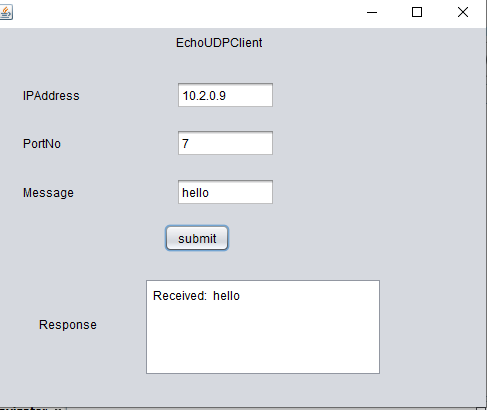 EchoUDPClient
IPAddress 10.2.0.9
PortNo 7
Message hello
submit
Received: hello
Response